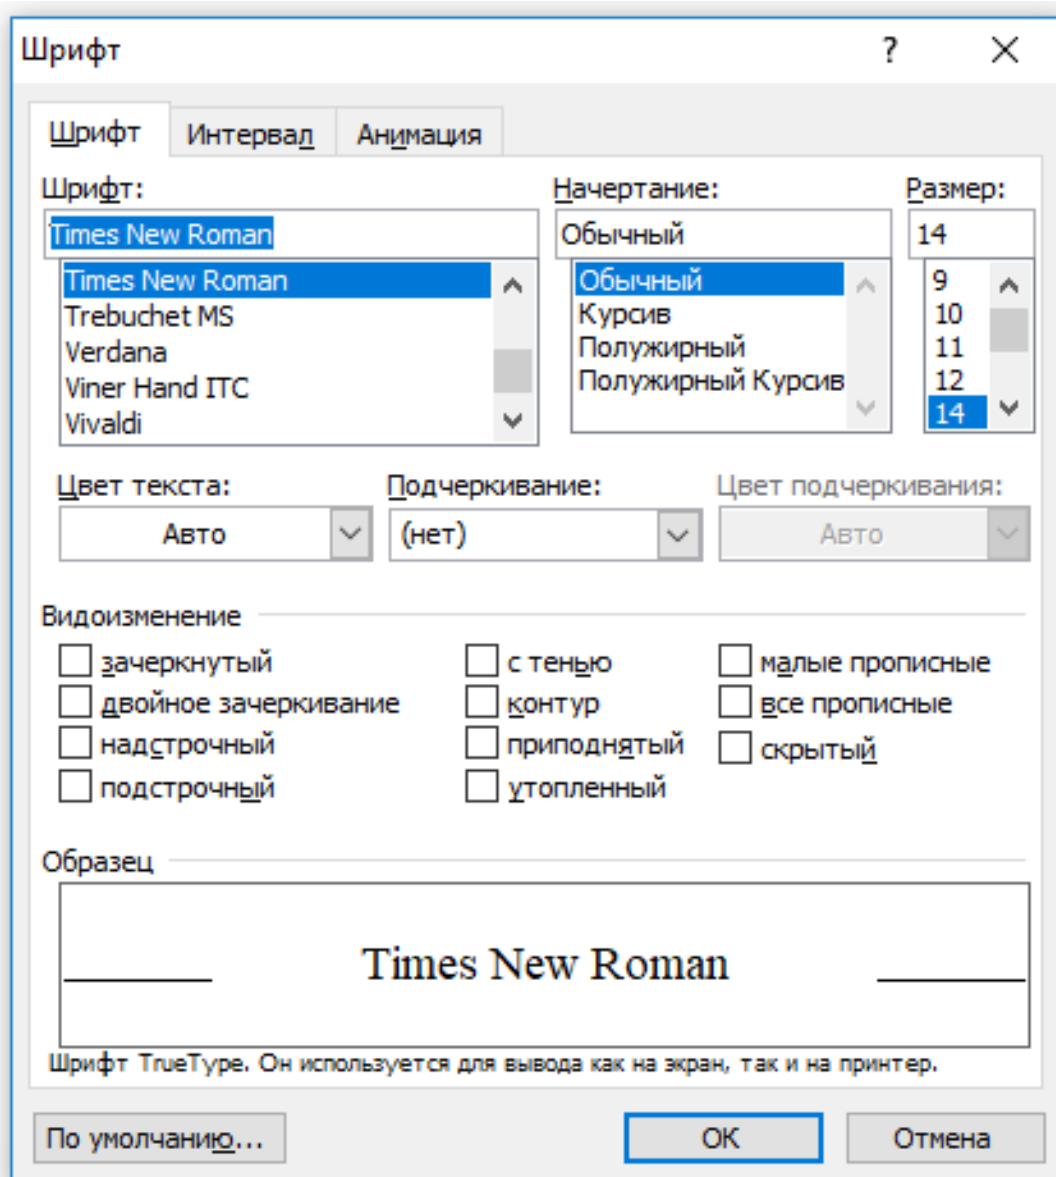 Шрифт ?
Шрифт Интервал Анимация
Шрифт: Начертание: Размер:
Times New Roman Обычный 14
Times New Roman Обычный 9
Trebuchet MS Курсив 10
Verdana Полужирный 11
Viner Hand ITC Полужирный Курсив 12
Vivaldi 14
Цвет текста: Подчеркивание: Цвет подчеркивания:
Авто (нет) Авто
Видоизменение
зачеркнутый с тенью малые прописные
двойное зачеркивание контур все прописные
надстрочный приподнятый скрытый
подстрочный утопленный
Образец
Times New Roman
Шрифт TrueType. Он используется для вывода как на экран, так и на принтер.
По умолчанию... ОК Отмена